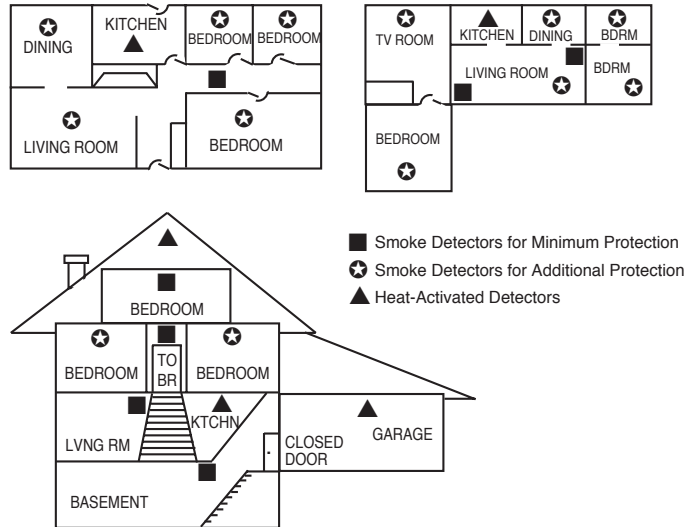 DINING
KITCHEN
BEDROOM
BEDROOM
LIVING ROOM
BEDROOM
TV ROOM
KITCHEN
DINING
BDRM
LIVING ROOM
BDRM
BEDROOM
Smoke Detectors for Minimum Protection
Smoke Detectors for Additional Protection
Heat-Activated Detectors
BEDROOM
BEDROOM
TO
BR
BEDROOM
LVNG RM
KTCHN
CLOSED
DOOR
GARAGE
BASEMENT